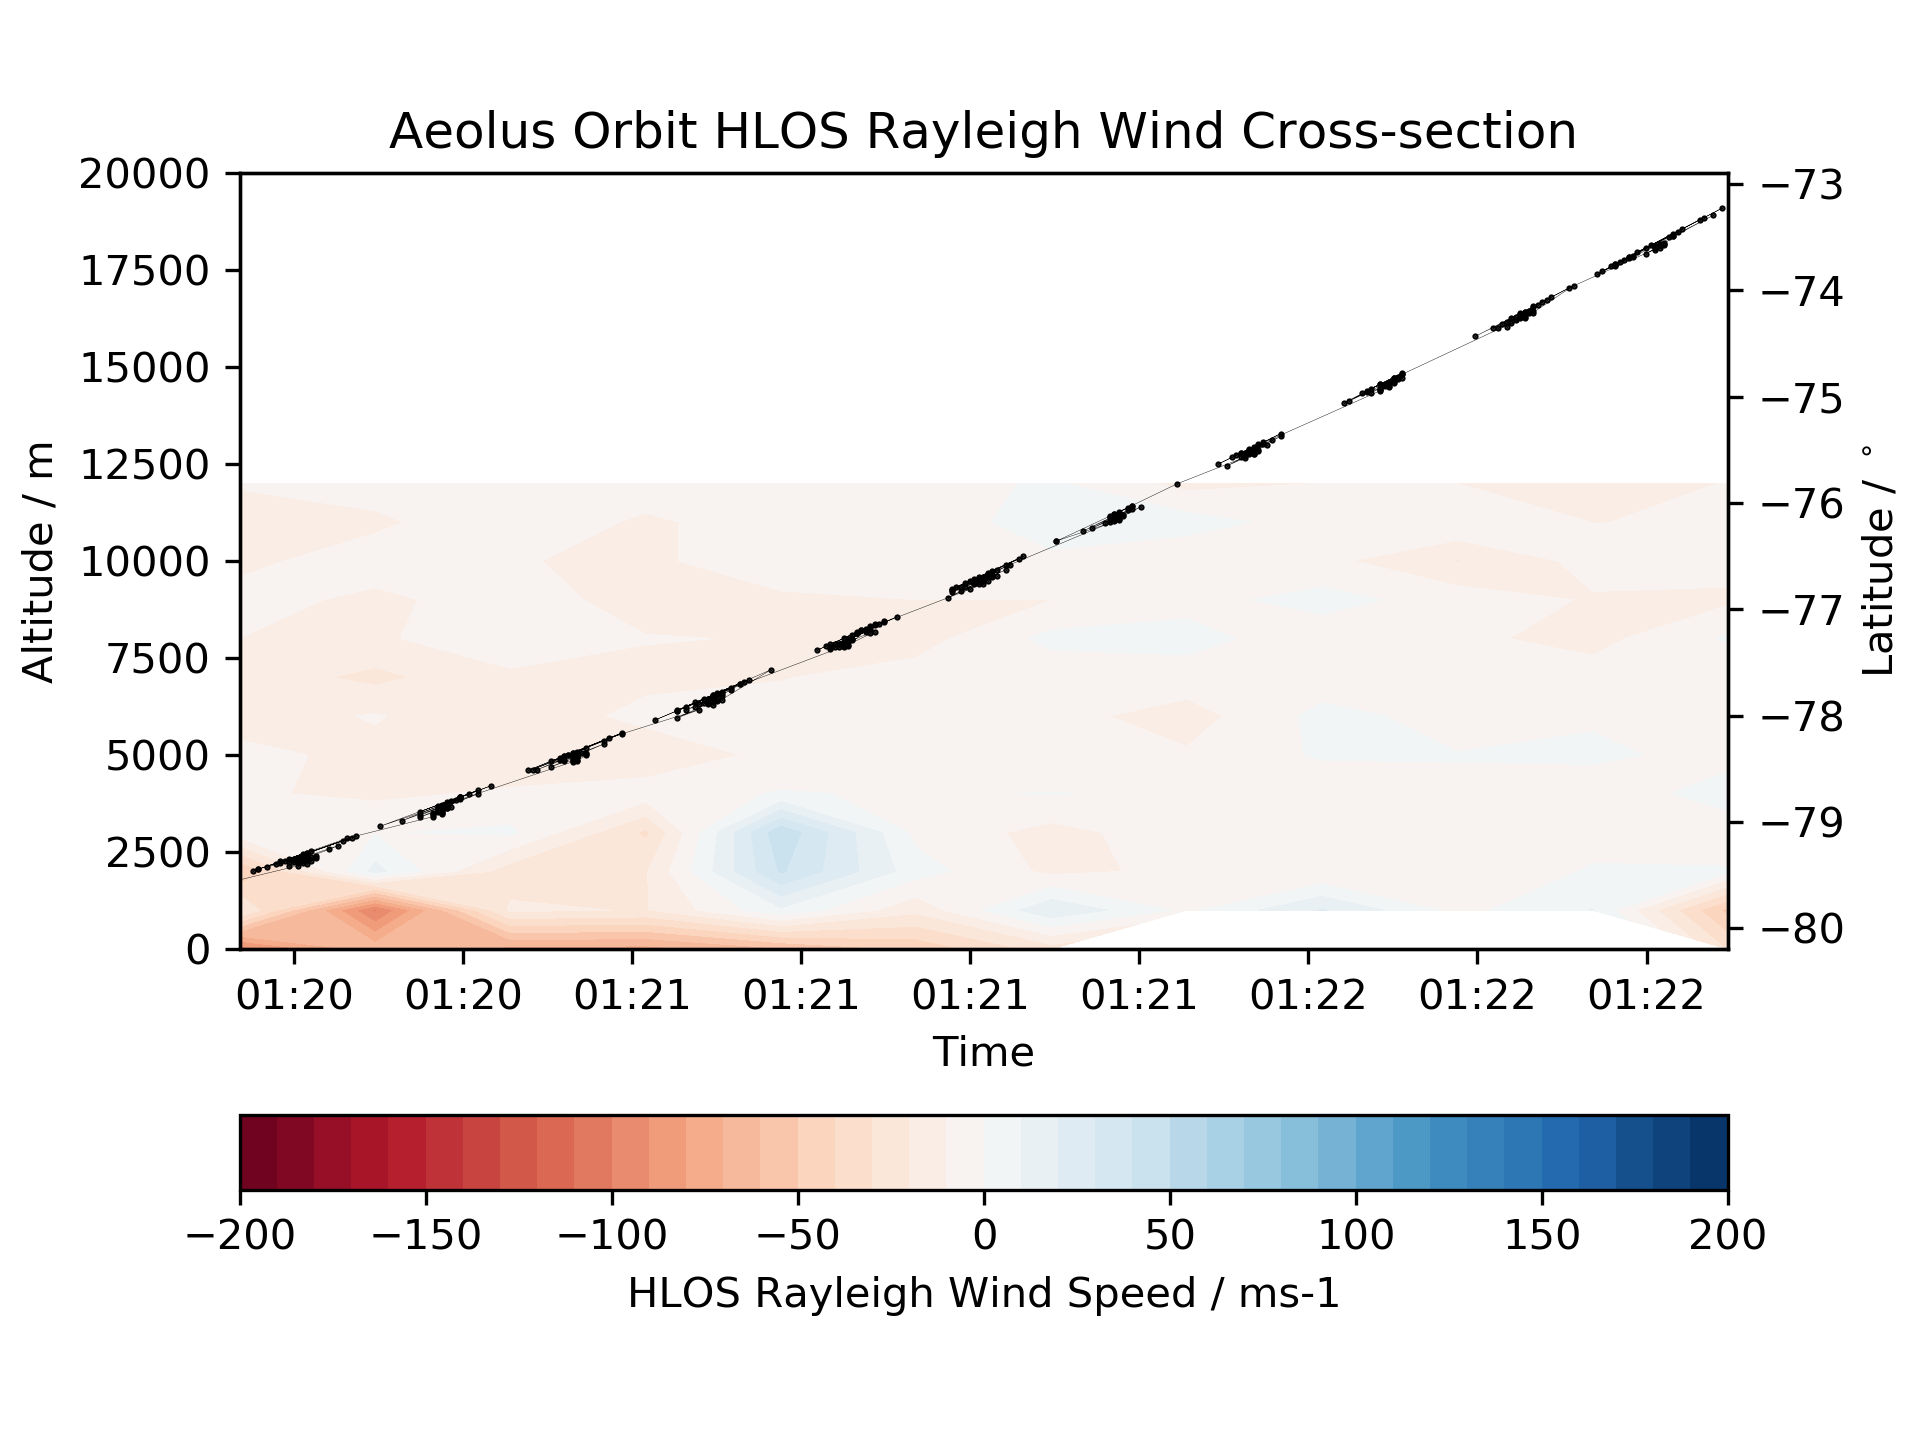 Aeolus Orbit HLOS Rayleigh Wind Cross-section
20000
17500
15000
12500
10000
7500
5000
2500
0
Altitude / m
−73
−74
−75
−76
−77
−78
−79
−80
Latitude / °
01:20 01:20 01:21 01:21 01:21 01:21 01:22 01:22 01:22
Time
−200 −150 −100 −50 0 50 100 150 200
HLOS Rayleigh Wind Speed / ms-1